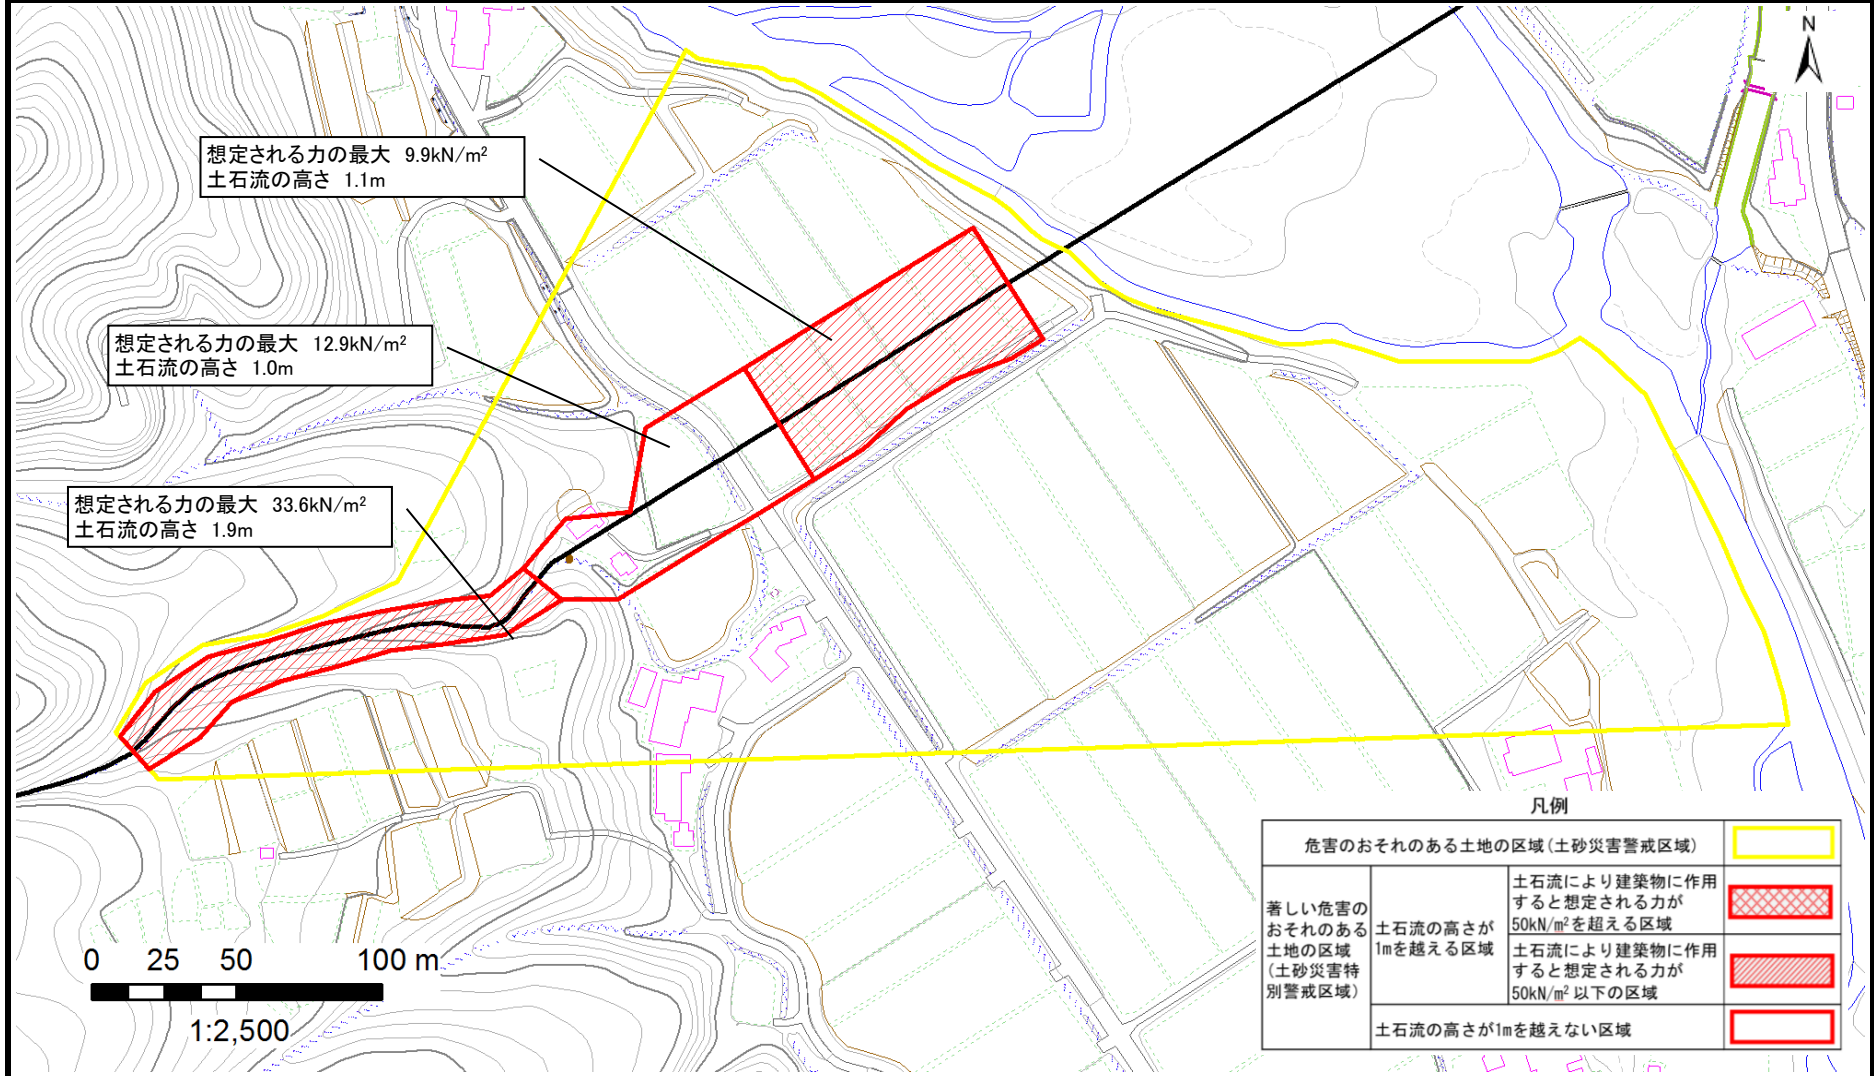 N
想定される力の最大 9.9kN/m²
土石流の高さ 1.1m
想定される力の最大 12.9kN/m²
土石流の高さ 1.0m
想定される力の最大 33.6kN/m²
土石流の高さ 1.9m
0 25 50 100 m
1:2,500
凡例
危害のおそれのある土地の区域(土砂災害警戒区域)
著しい危害の
おそれのある
土地の区域
(土砂災害特
別警戒区域)
土石流の高さが
1mを越える区域
土石流により建築物に作用
すると想定される力が
50kN/m²を超える区域
土石流により建築物に作用
すると想定される力が
50kN/m²以下の区域
土石流の高さが1mを越えない区域